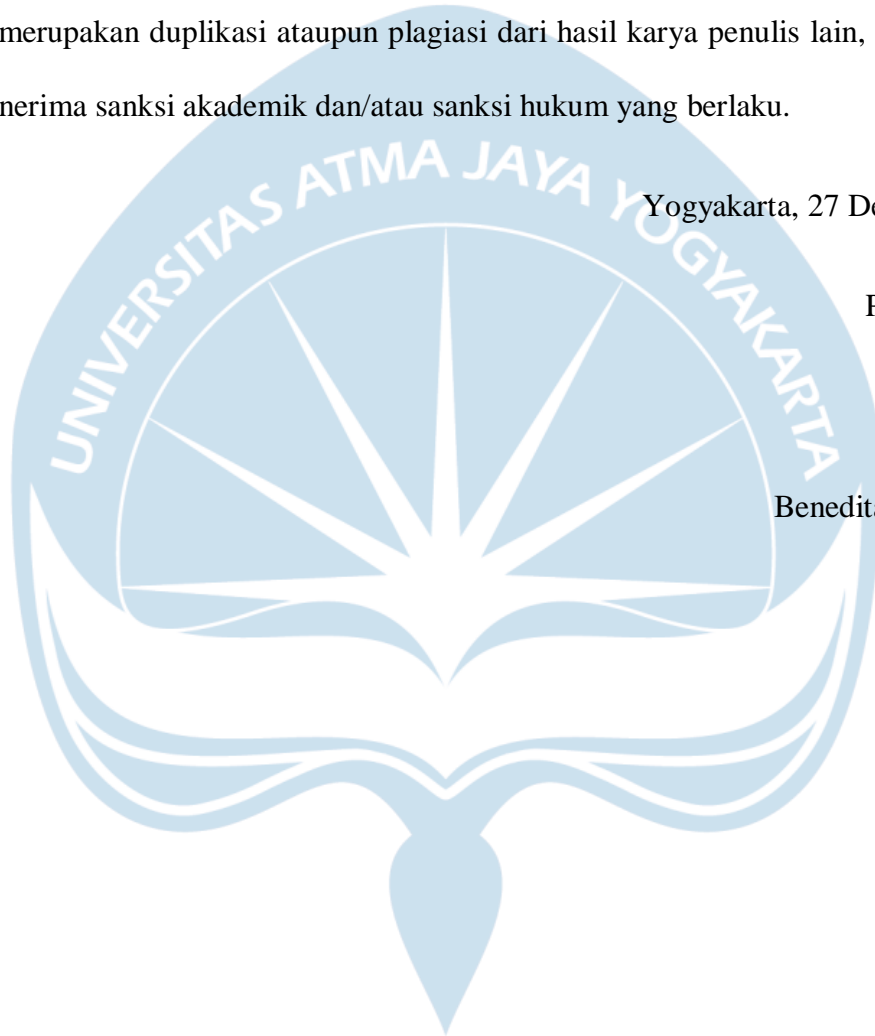 merupakan duplikasi ataupun plagiasi dari hasil karya penulis lain,
nerima sanksi akademik dan/atau sanksi hukum yang berlaku.
UNIVERSITAS ATMA JAYA YOGYAKARTA
Yogyakarta, 27 De
Benedita